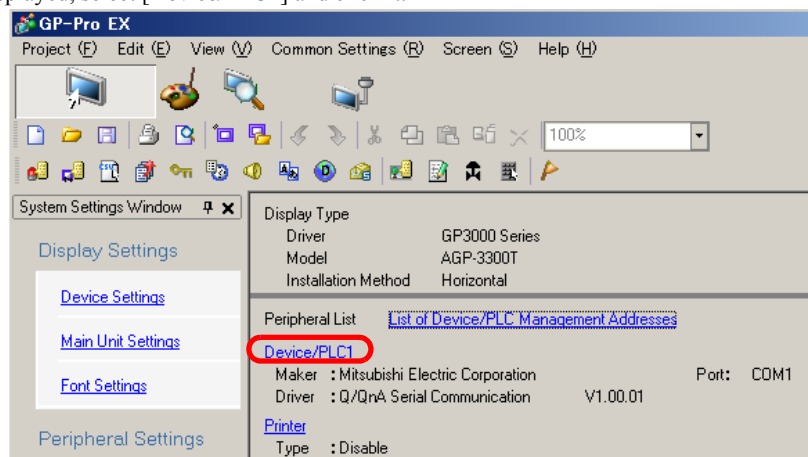 GP-Pro EX
Project (F) Edit (E) View (V) Common Settings (R) Screen (S) Help (H)
100%
System Settings Window
Display Settings
Device Settings
Main Unit Settings
Font Settings
Peripheral Settings
Display Type
Driver GP3000 Series
Model AGP-3300T
Installation Method Horizontal
Peripheral List List of Device/PLC Management Addresses
Device/PLC1
Maker : Mitsubishi Electric Corporation Port: COM1
Driver : Q/QnA Serial Communication V1.00.01
Printer
Type : Disable